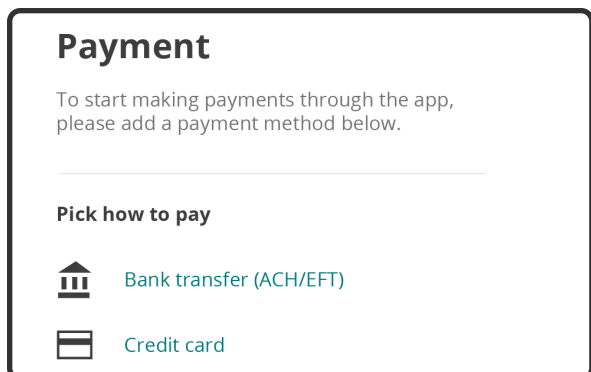 Payment
To start making payments through the app,
please add a payment method below.
Pick how to pay
Bank transfer (ACH/EFT)
Credit card